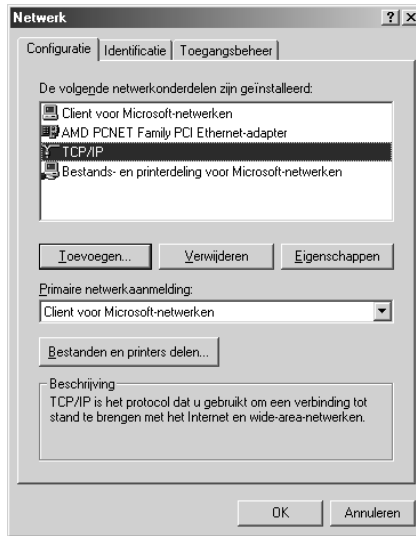 Netwerk
Configuratie Identificatie Toegangsbeheer
De volgende netwerkonderdelen zijn geïnstalleerd:
Client voor Microsoft-netwerken
AMD PCNET Family PCI Ethernet-adapter
TCP/IP
Bestands- en printerdeling voor Microsoft-netwerken
Toevoegen... Verwijderen Eigenschappen
Primaire netwerkaanmelding:
Client voor Microsoft-netwerken
Bestanden en printers delen...
Beschrijving
TCP/IP is het protocol dat u gebruikt om een verbinding tot
stand te brengen met het Internet en wide-area-netwerken.
OK Annuleren